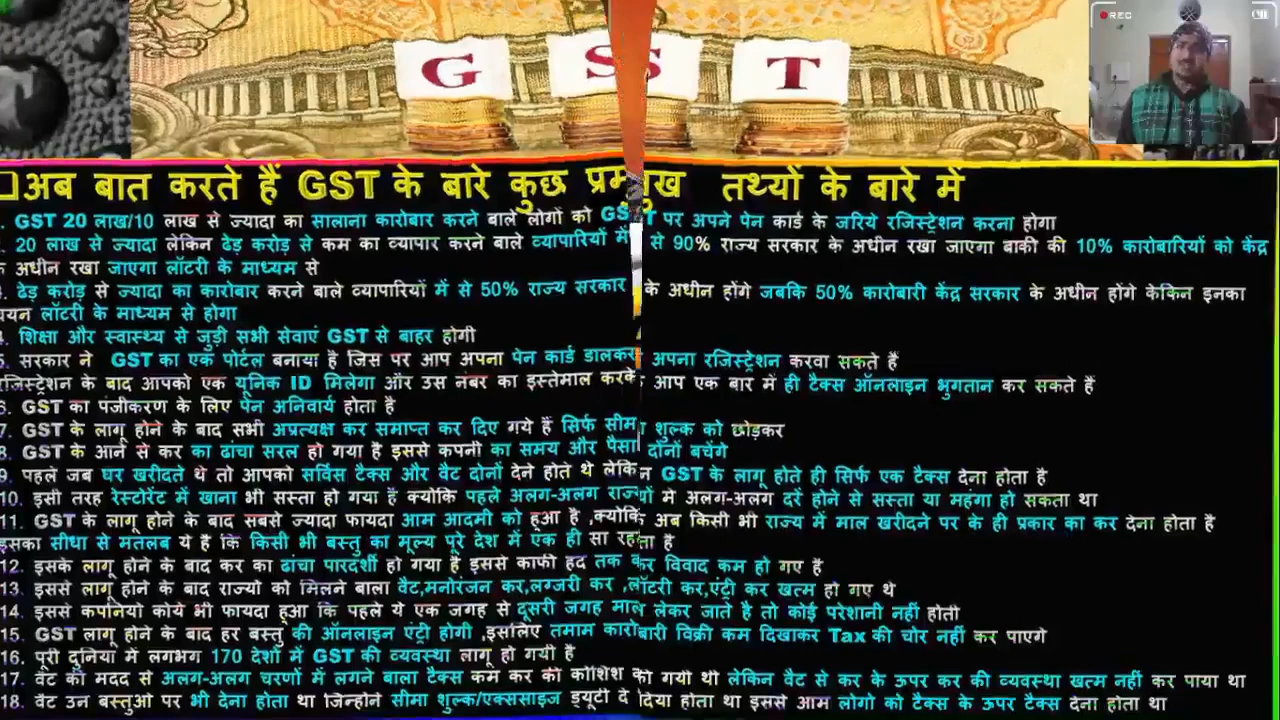 G S S T
REC
अब बात करते हैं GST के बारे कुछ प्रमुख तथ्यों के बारे में
. GST 20 लाख/10 लाख से ज्यादा का सालाना कारोबार करने बाले लोगों को GST पर अपने पेन कार्ड के जरिये रजिस्ट्रेशन करना होगा
. 20 लाख से ज्यादा लेकिन ढेड़ करोड़ से कम का व्यापार करने बाले व्यापारियों में से 90% राज्य सरकार के अधीन रखा जाएगा बाकी की 10% कारोबारियों को केंद्र
अधीन रखा जाएगा लॉटरी के माध्यम से
. ढेड़ करोड़ से ज्यादा का कारोबार करने बाले व्यापारियों में से 50% राज्य सरकार के अधीन होंगे जबकि 50% कारोबारी केंद्र सरकार के अधीन होंगे केकिन इनका
चयन लॉटरी के माध्यम से होगा
. शिक्षा और स्वास्थ्य से जुड़ी सभी सेवाएं GST से बाहर होगी
5. सरकार ने GST का एक पोर्टल बनाया है जिस पर आप अपना पेन कार्ड डालकर अपना रजिस्ट्रेशन करवा सकते है
रजिस्ट्रेशन के बाद आपको एक यूनिक ID मिलेगा और उस नंबर का इस्तेमाल करके आप एक बार में ही टैक्स ऑनलाइन भुगतान कर सकते हैं
6. GST का पंजीकरण के लिए पेन अनिवार्य होता है
7. GST के लागू होने के बाद सभी अप्रत्यक्ष कर समाप्त कर दिए गये हैं सिर्फ सीमा शुल्क को छोड़कर
8. GST के आने से कर का ढांचा सरल हो गया है इससे कंपनी का समय और पैसा दोनों बचेंगे
9. पहले जब घर खरीदते थे तो आपको सर्विस टैक्स और वैट दोनों देने होते थे लेकिन GST के लागू होते ही सिर्फ एक टैक्स देना होता है
10. इसी तरह रेस्टोरेंट में खाना भी सस्ता हो गया है क्योकि पहले अलग-अलग राज्यों में अलग-अलग दरें होने से सस्ता या महंगा हो सकता था
11. GST के लागू होने के बाद सबसे ज्यादा फायदा आम आदमी को हुआ है ,क्योकि अब किसी भी राज्य में माल खरीदने पर के ही प्रकार का कर देना होता है
इसका सीधा से मतलब ये है कि किसी भी बस्तु का मूल्य पूरे देश में एक ही सा रहता है
12. इसके लागू होने के बाद कर का ढांचा पारदर्शी हो गया है इससे काफी हद तक कर विवाद कम हो गए है
13. इससे लागू होने के बाद राज्यों को मिलने बाला वैट,मनोरंजन कर,लग्जरी कर ,लॉटरी कर,एंट्री कर खत्म हो गए थे
14. इससे कंपनियों कोये भी फायदा हुआ कि पहले ये एक जगह से दूसरी जगह माल लेकर जाते है तो कोई परेशानी नहीं होती
15. GST लागू होने के बाद हर बस्तु की ऑनलाइन एंट्री होगी ,इसलिए तमाम कारोबारी विक्री कम दिखाकर Tax की चोर नहीं कर पाएगे
16. पूरी दुनिया में लगभग 170 देशों में GST की व्यवस्था लागू हो गयी है
17. वैट की मदद से अलग-अलग चरणों में लगने बाला टैक्स कम कर की कोशिश की गयी थी लेकिन वैट से कर के ऊपर कर की व्यवस्था खत्म नहीं कर पाया था
18. वैट उन बस्तुओं पर भी देना होता था जिन्होंने सीमा शुल्क/एक्ससाइज ड्यूटी दे दिया होता था इससे आम लोगो को टैक्स के ऊपर टैक्स देना होता था